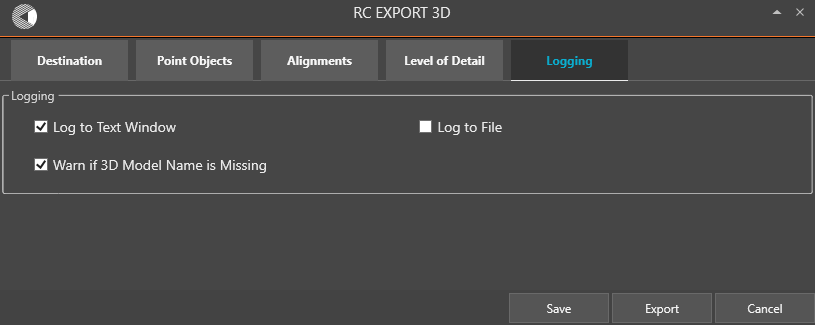 RC EXPORT 3D
Destination Point Objects Alignments Level of Detail Logging
Logging
Log to Text Window Log to File
Warn if 3D Model Name is Missing
Save Export Cancel